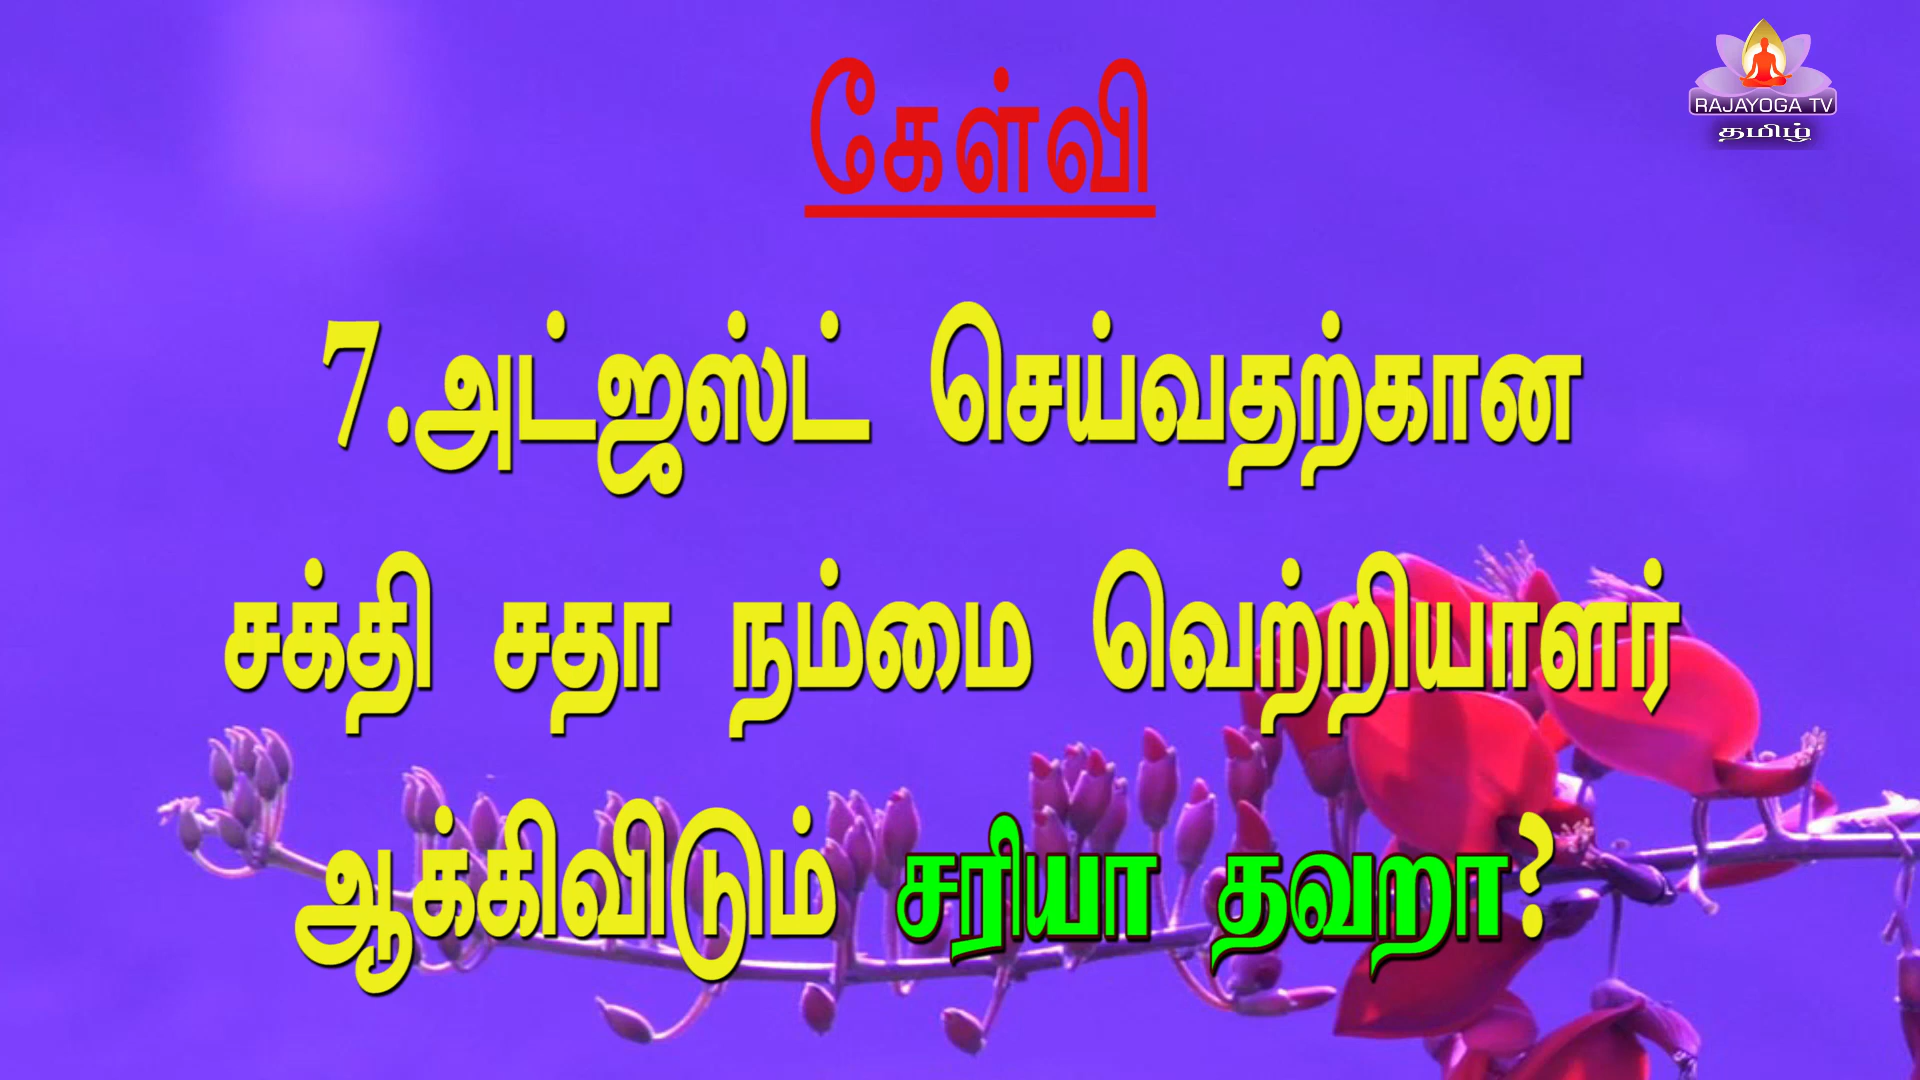 RAJAYOGA TV
தமிழ்
கேள்வி
7.அட்ஜஸ்ட் செய்வதற்கான
சக்தி சதா நம்மை வெற்றியாளர்
ஆக்கிவிடும் சரியா தவறா?